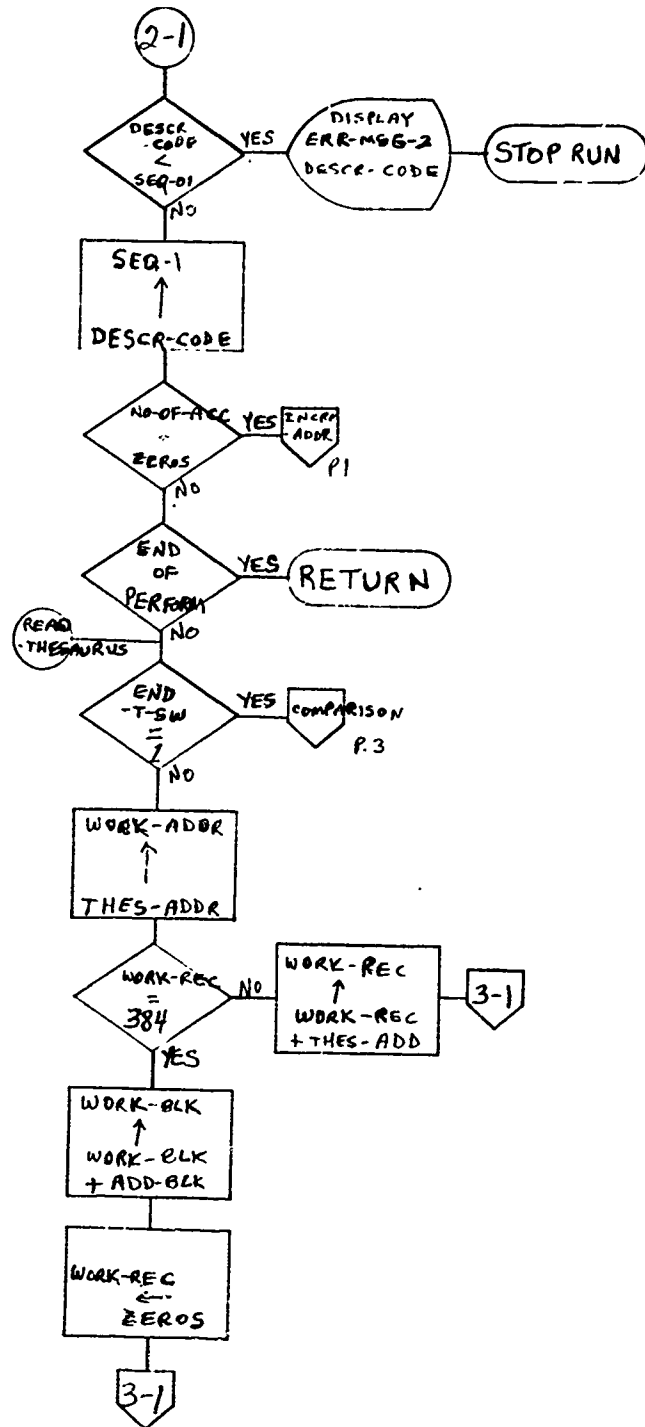 2-1
DESCR
-CODE
<
SEQ-01
YES
DISPLAY
ERR-MSG-2
DESCR-CODE
STOP RUN
NO
SEQ-1
↑
DESCR-CODE
NO-OF-ACC
=
ZEROS
YES
INCRM
ADDR
P1
NO
END
OF
PERFORM
YES
RETURN
NO
READ
-THESAURUS
END
-T-SW
=
1
YES
COMPARISON
P.3
NO
WORK-ADDR
↑
THES-ADDR
WORK-REC
=
384
NO
WORK-REC
↑
WORK-REC
+ THES-ADD
3-1
YES
WORK-BLK
↑
WORK-BLK
+ ADD-BLK
WORK-REC
←
ZEROS
3-1